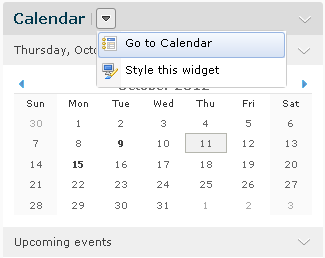 Calendar
Go to Calendar
Thursday, Octo
Style this widget
October 2012
Sun Mon Tue Wed Thu Fri Sat
30 1 2 3 4 5 6
7 8 9 10 11 12 13
14 15 16 17 18 19 20
21 22 23 24 25 26 27
28 29 30 31 1 2 3
Upcoming events